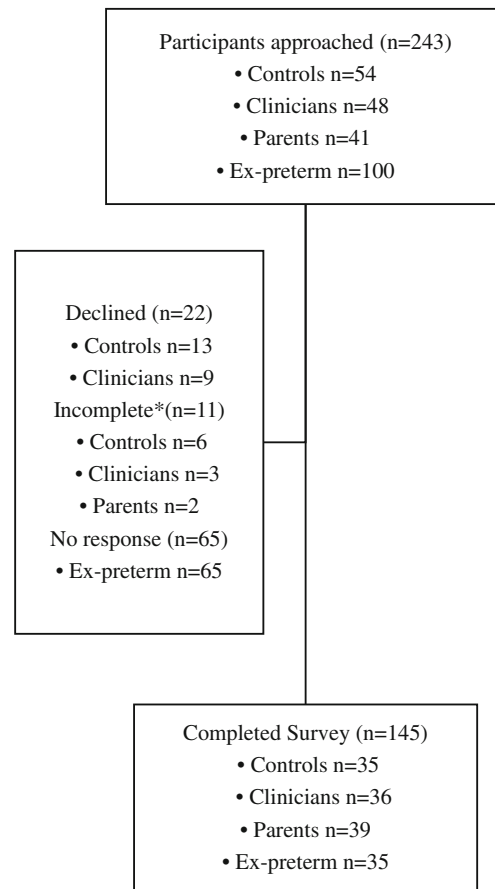 Participants approached (n=243)
• Controls n=54
• Clinicians n=48
• Parents n=41
• Ex-preterm n=100
Declined (n=22)
• Controls n=13
• Clinicians n=9
Incomplete*(n=11)
• Controls n=6
• Clinicians n=3
• Parents n=2
No response (n=65)
• Ex-preterm n=65
Completed Survey (n=145)
• Controls n=35
• Clinicians n=36
• Parents n=39
• Ex-preterm n=35